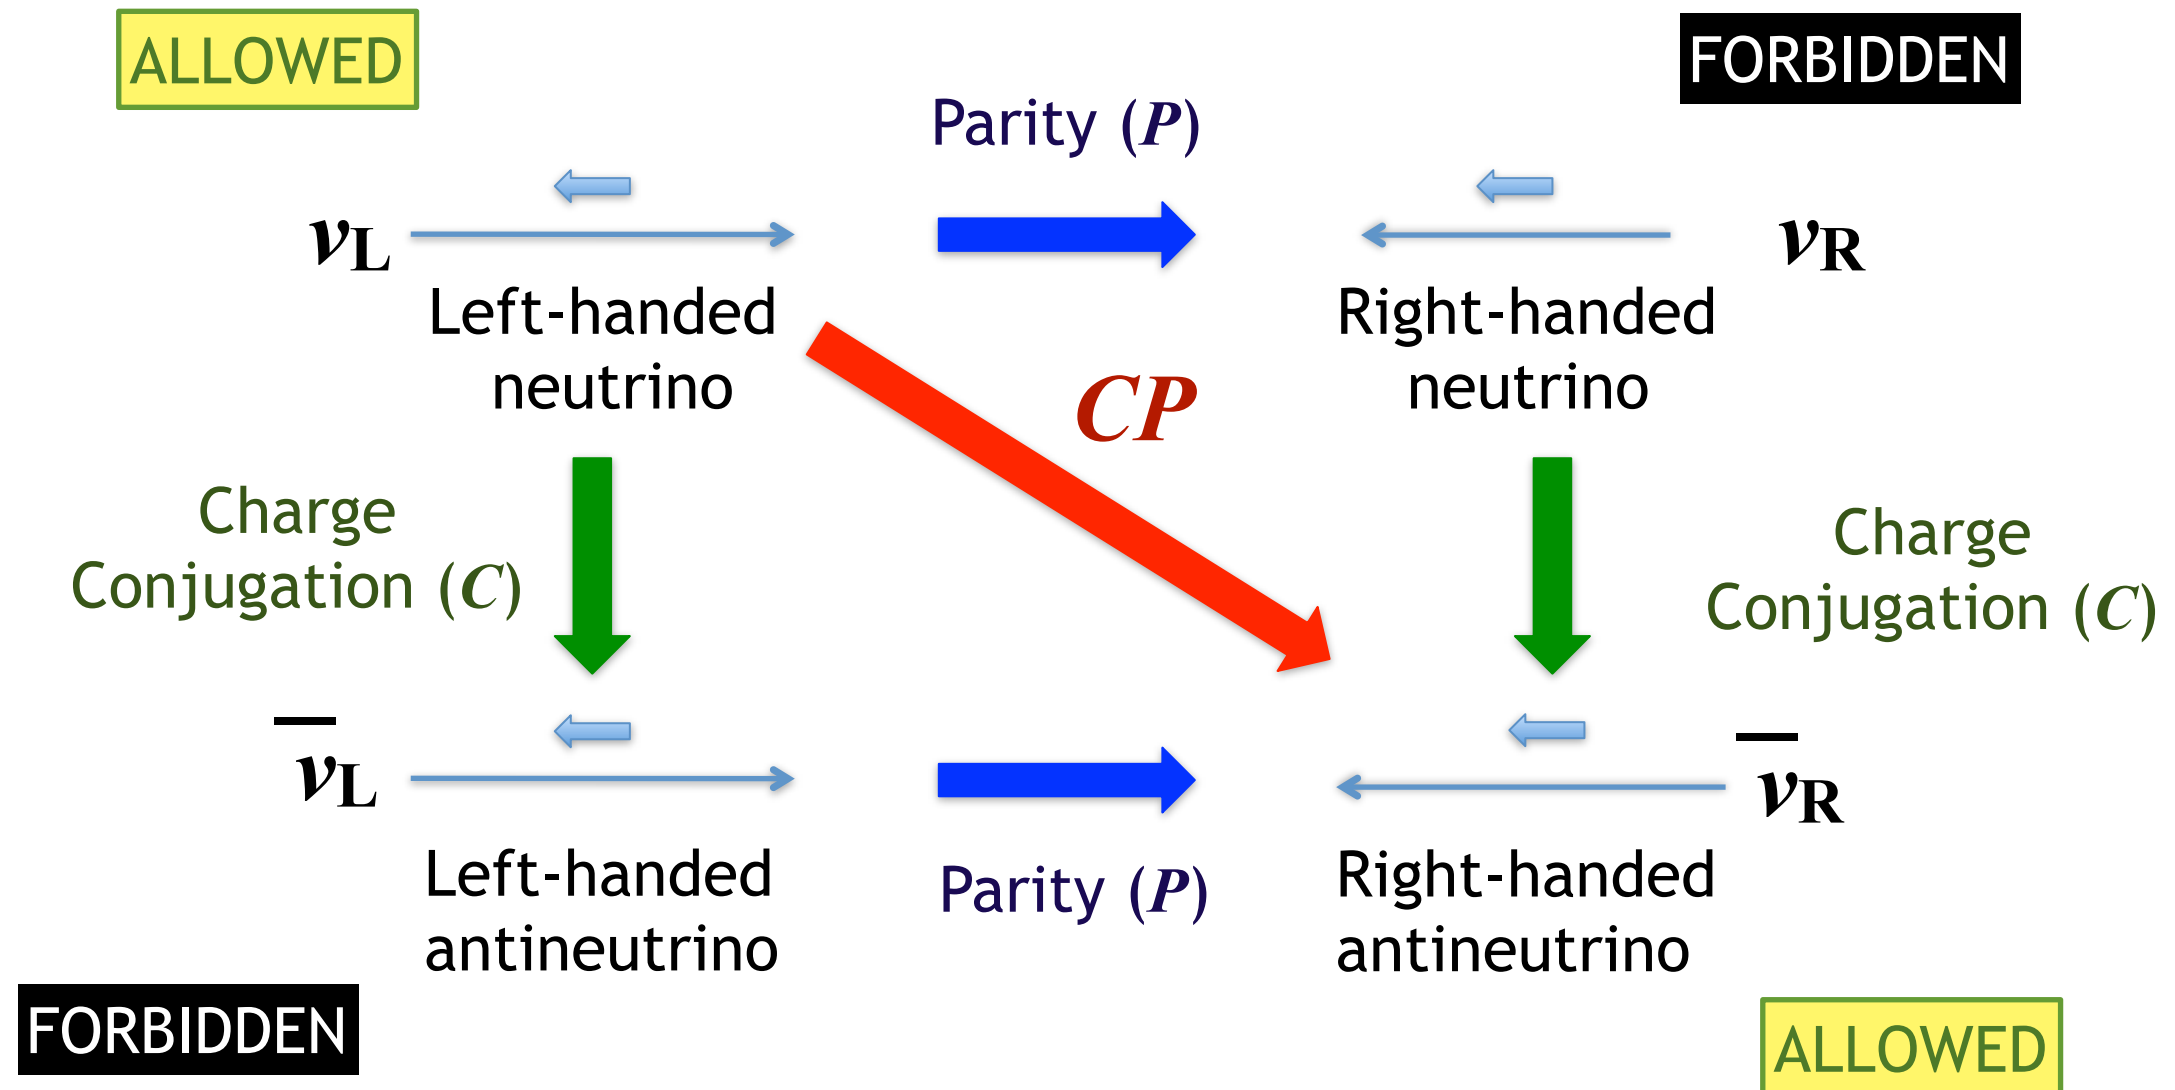 ALLOWED
FORBIDDEN
Parity (P)
νL
νR
Left-handed
neutrino
Right-handed
neutrino
CP
Charge
Conjugation (C)
Charge
Conjugation (C)
ν̅L
ν̅R
Left-handed
antineutrino
Parity (P)
Right-handed
antineutrino
FORBIDDEN
ALLOWED